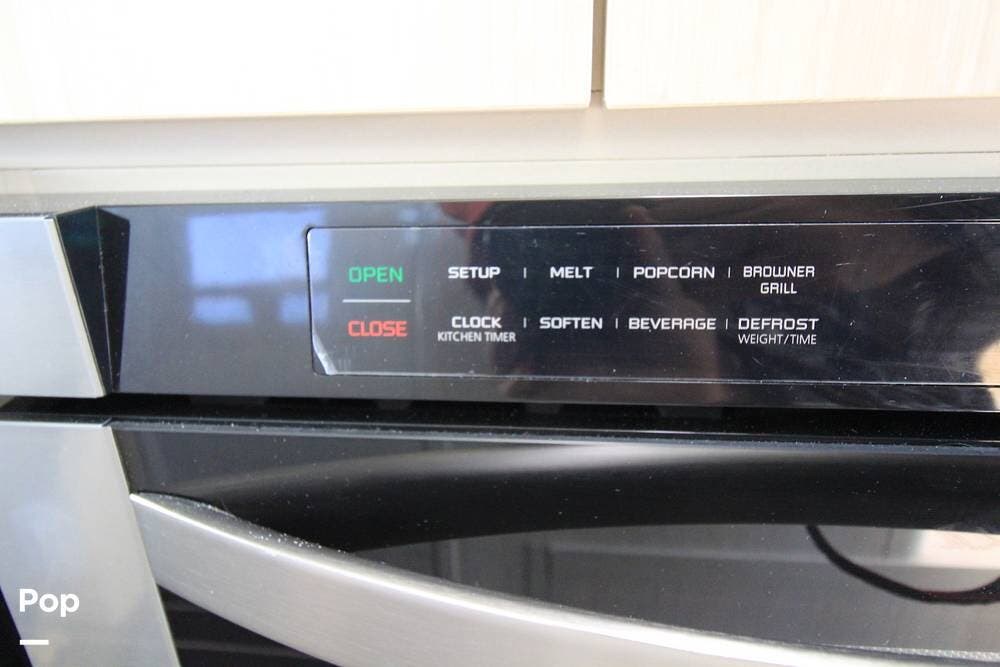 OPEN SETUP | MELT | POPCORN | BROWNER
GRILL
CLOSE CLOCK | SOFTEN | BEVERAGE | DEFROST
KITCHEN TIMER WEIGHT/TIME
Pop